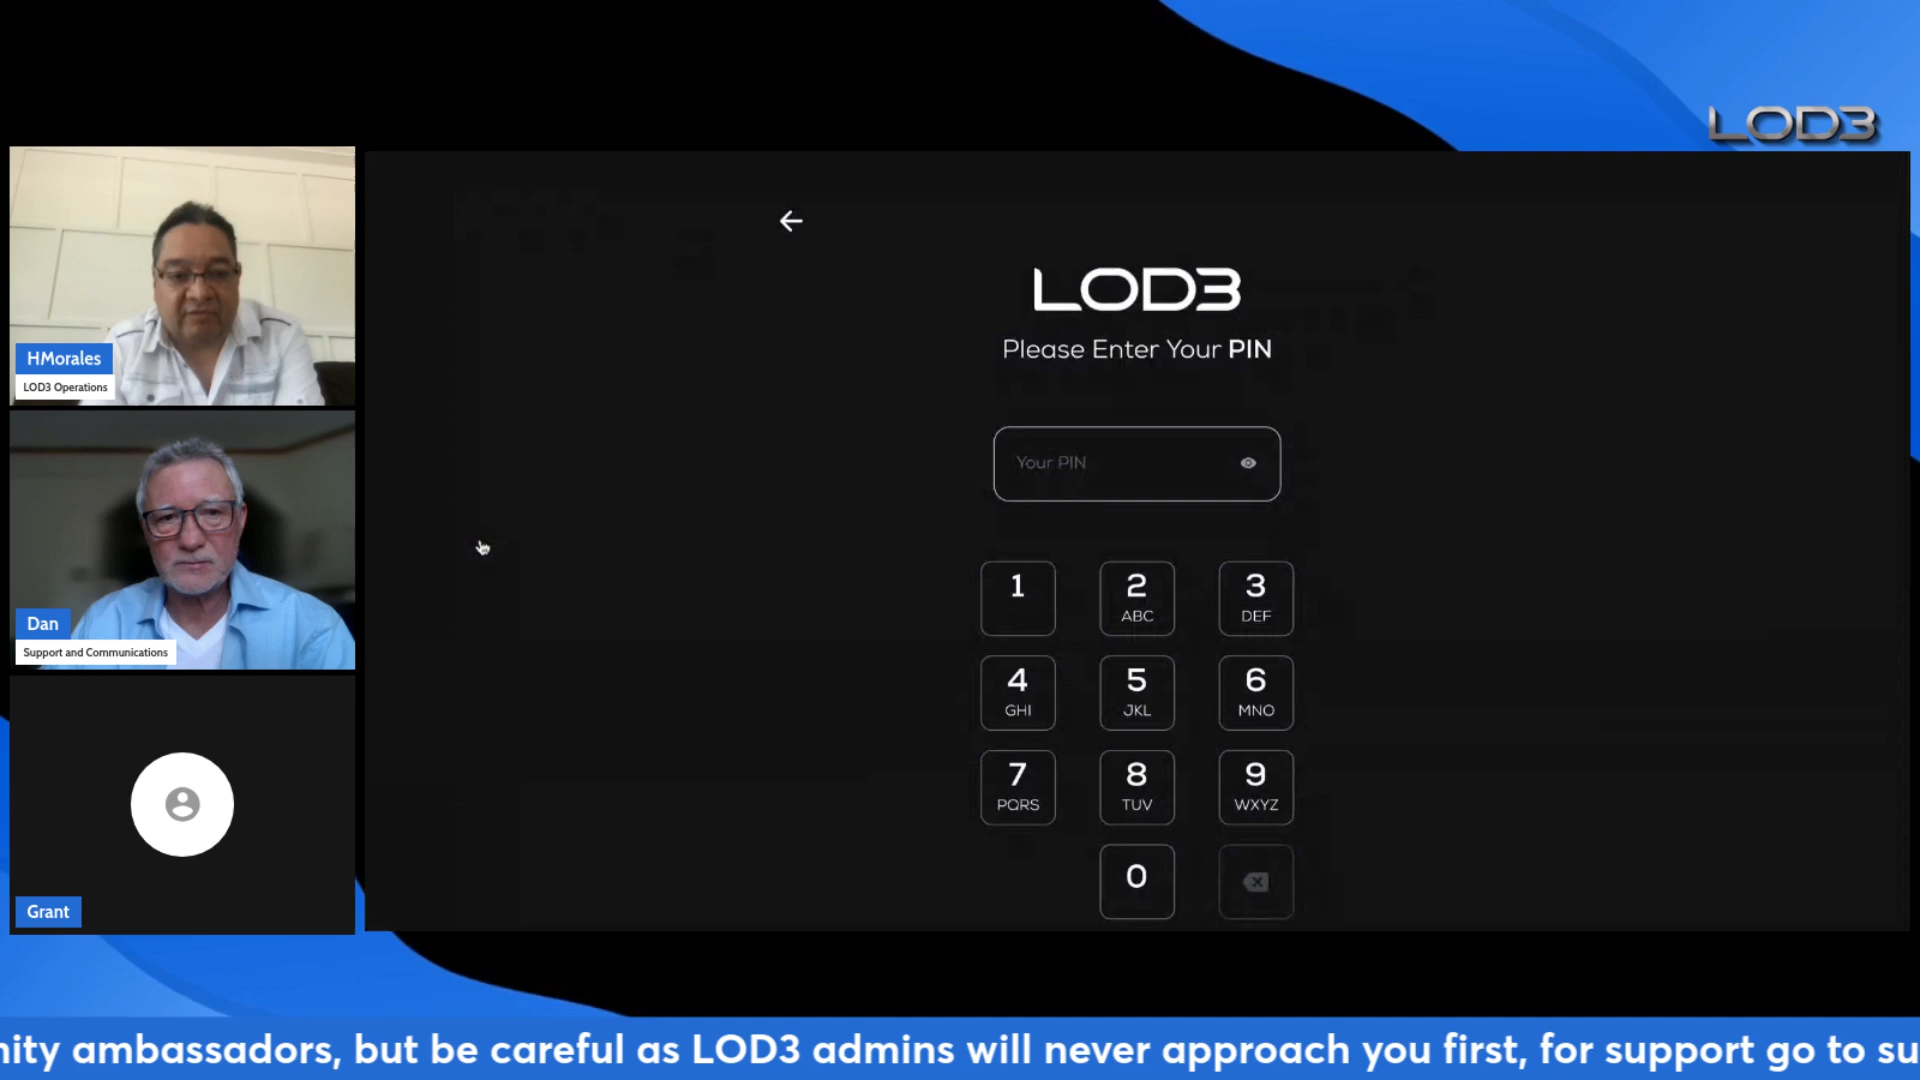 LOD3
HMorales
LOD3 Operations
Dan
Support and Communications
Grant
LOD3
Please Enter Your PIN
Your PIN
1
2
ABC
3
DEF
4
GHI
5
JKL
6
MNO
7
PQRS
8
TUV
9
WXYZ
0
nity ambassadors, but be careful as LOD3 admins will never approach you first, for support go to su